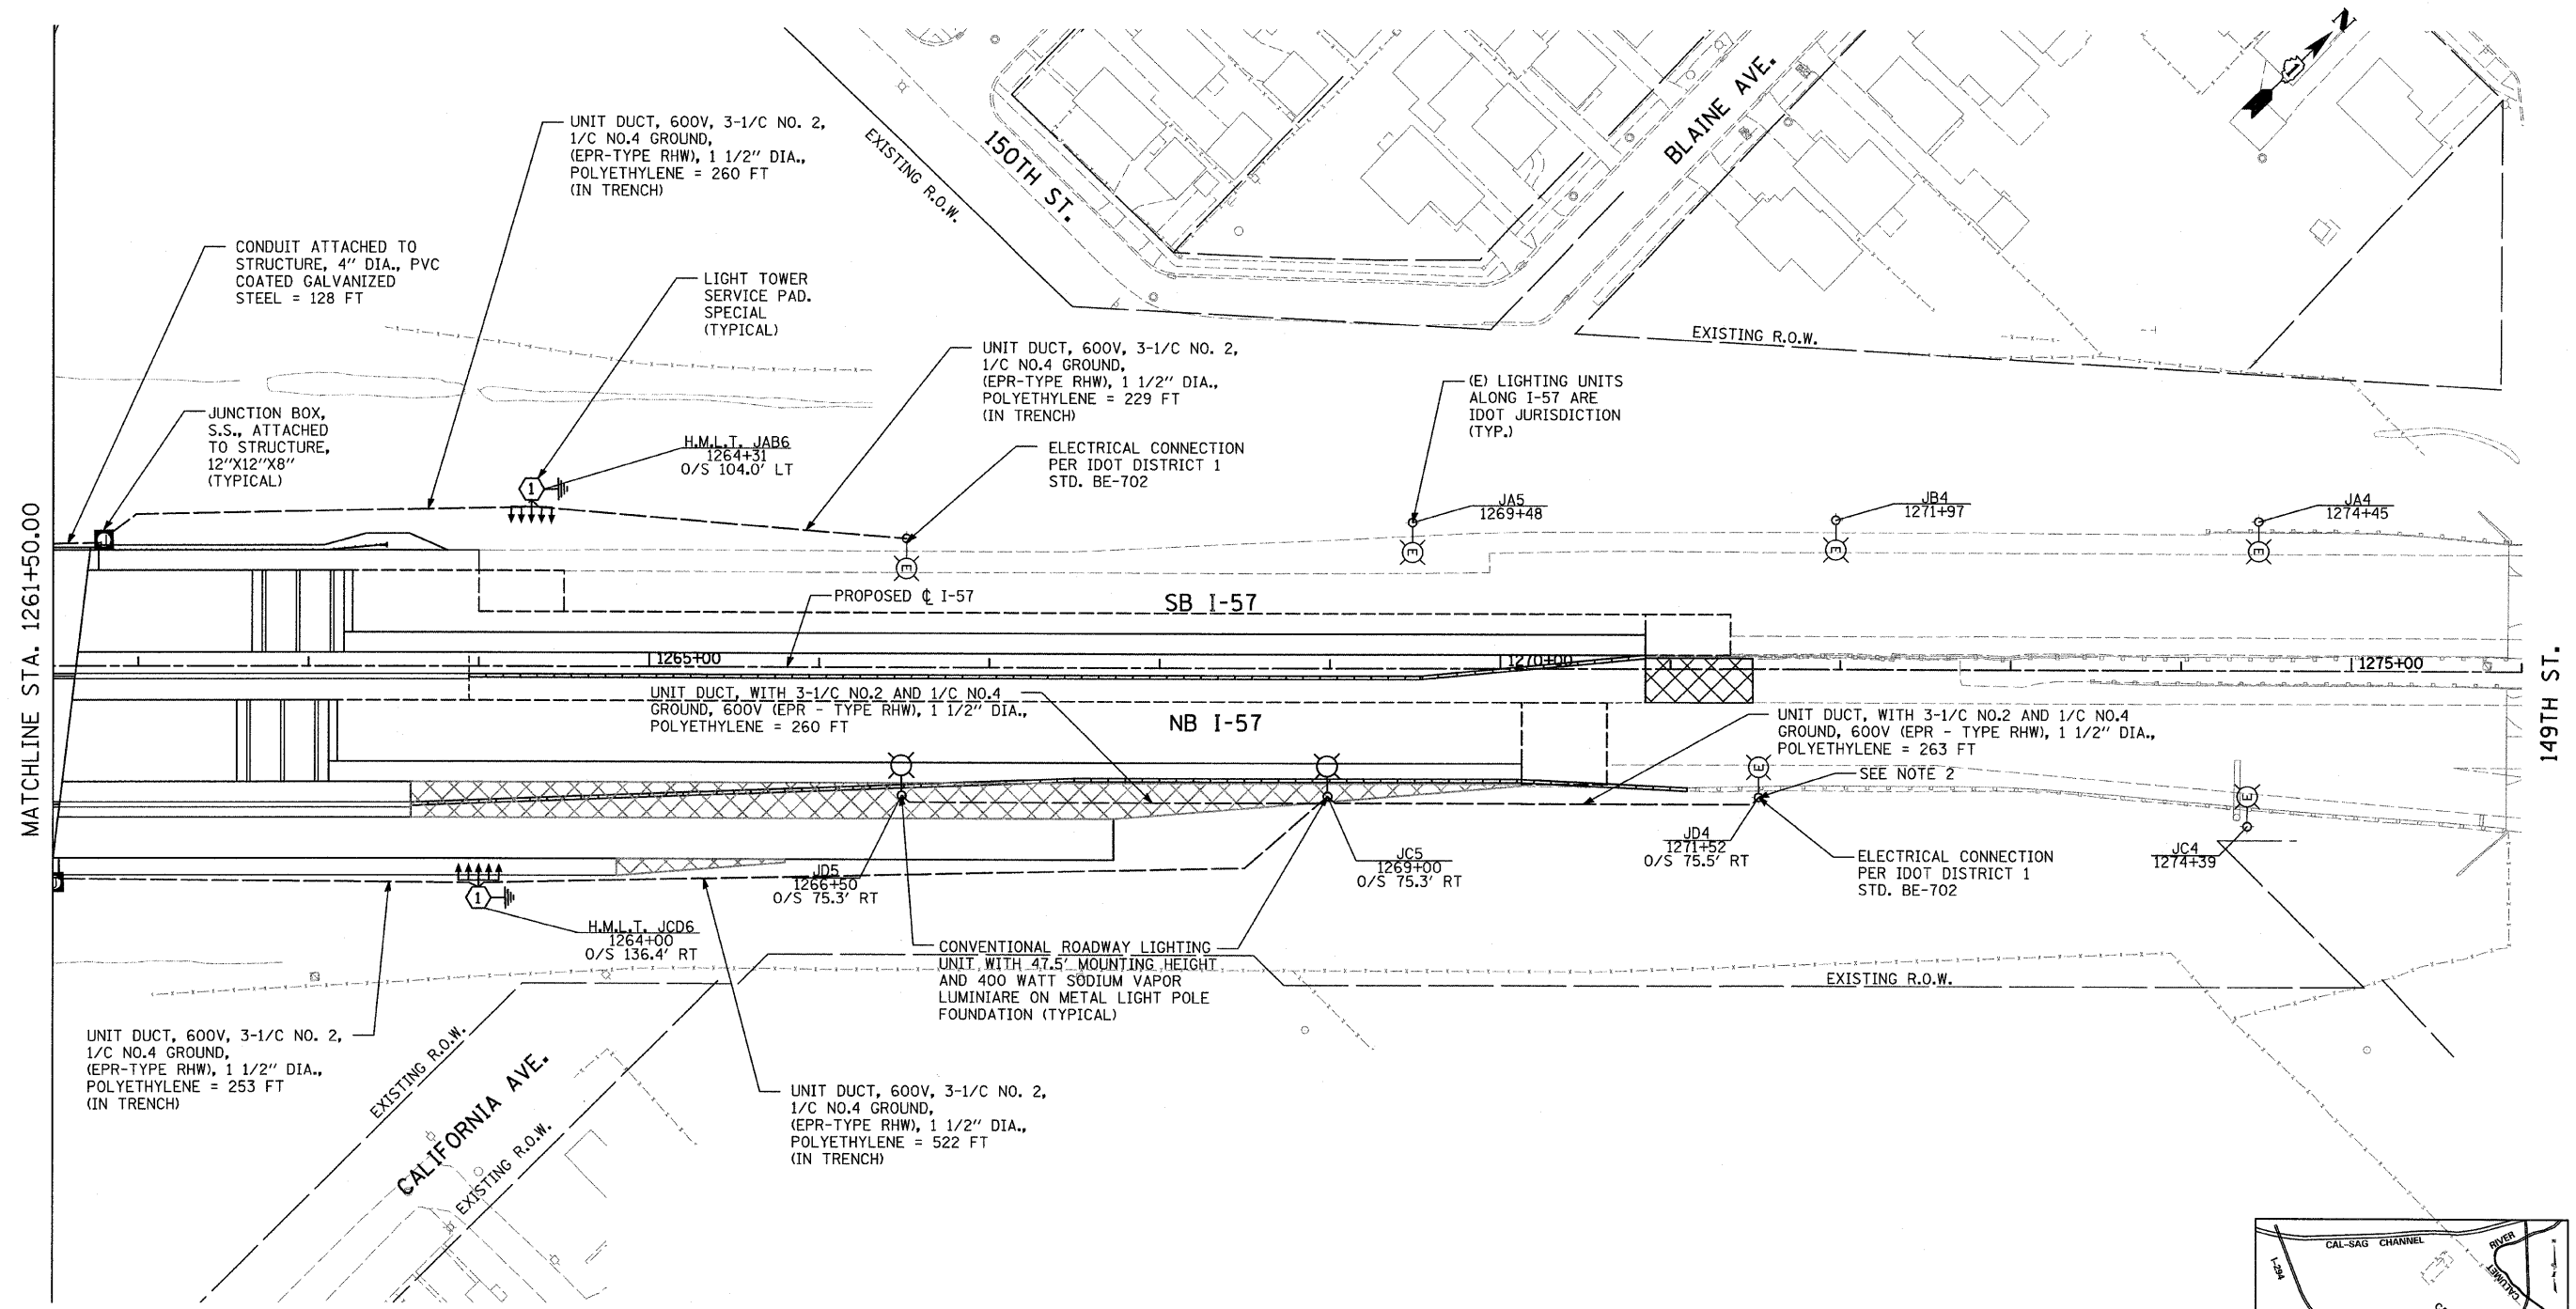 N
1
UNIT DUCT, 600V, 3-1/C NO. 2,
1/C NO.4 GROUND,
(EPR-TYPE RHW), 1 1/2" DIA.,
POLYETHYLENE = 260 FT
(IN TRENCH)
150TH ST.
BLAINE AVE.
EXISTING R.O.W.
CONDUIT ATTACHED TO
STRUCTURE, 4" DIA., PVC
COATED GALVANIZED
STEEL = 128 FT
LIGHT TOWER
SERVICE PAD.
SPECIAL
(TYPICAL)
UNIT DUCT, 600V, 3-1/C NO. 2,
1/C NO.4 GROUND,
(EPR-TYPE RHW), 1 1/2" DIA.,
POLYETHYLENE = 229 FT
(IN TRENCH)
EXISTING R.O.W.
(E) LIGHTING UNITS
ALONG I-57 ARE
IDOT JURISDICTION
(TYP.)
JUNCTION BOX,
S.S., ATTACHED
TO STRUCTURE,
12"X12"X8"
(TYPICAL)
H.M.L.T. JAB6
1264+31
O/S 104.0' LT
ELECTRICAL CONNECTION
PER IDOT DISTRICT 1
STD. BE-702
1
JA5
1269+48
JB4
1271+97
JA4
1274+45
E
E
E
E
MATCHLINE STA. 1261+50.00
PROPOSED ℄ I-57
SB I-57
1265+00
1270+00
1275+00
149TH ST.
UNIT DUCT, WITH 3-1/C NO.2 AND 1/C NO.4
GROUND, 600V (EPR - TYPE RHW), 1 1/2" DIA.,
POLYETHYLENE = 260 FT
NB I-57
UNIT DUCT, WITH 3-1/C NO.2 AND 1/C NO.4
GROUND, 600V (EPR - TYPE RHW), 1 1/2" DIA.,
POLYETHYLENE = 263 FT
E
SEE NOTE 2
E
JD5
1266+50
O/S 75.3' RT
JC5
1269+00
O/S 75.3' RT
JD4
1271+52
O/S 75.5' RT
ELECTRICAL CONNECTION
PER IDOT DISTRICT 1
STD. BE-702
JC4
1274+39
1
H.M.L.T. JCD6
1264+00
O/S 136.4' RT
CONVENTIONAL ROADWAY LIGHTING
UNIT WITH 47.5' MOUNTING HEIGHT
AND 400 WATT SODIUM VAPOR
LUMINIARE ON METAL LIGHT POLE
FOUNDATION (TYPICAL)
EXISTING R.O.W.
UNIT DUCT, 600V, 3-1/C NO. 2,
1/C NO.4 GROUND,
(EPR-TYPE RHW), 1 1/2" DIA.,
POLYETHYLENE = 253 FT
(IN TRENCH)
EXISTING R.O.W.
CALIFORNIA AVE.
EXISTING R.O.W.
UNIT DUCT, 600V, 3-1/C NO. 2,
1/C NO.4 GROUND,
(EPR-TYPE RHW), 1 1/2" DIA.,
POLYETHYLENE = 522 FT
(IN TRENCH)
CAL-SAG CHANNEL
RIVER
CALUMET
I-294